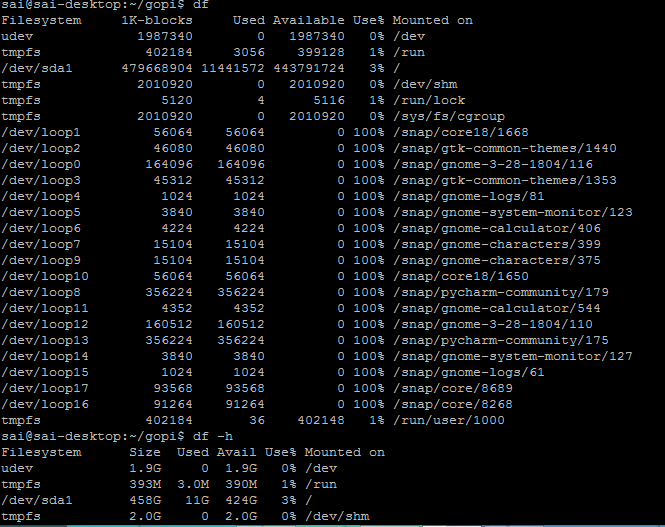 sai@sai-desktop:~/gopi$ df
Filesystem     1K-blocks     Used Available Use% Mounted on
udev             1987340        0   1987340   0% /dev
tmpfs             402184     3056    399128   1% /run
/dev/sda1      479668904 11441572 443791724   3% /
tmpfs            2010920        0   2010920   0% /dev/shm
tmpfs               5120        4      5116   1% /run/lock
tmpfs            2010920        0   2010920   0% /sys/fs/cgroup
/dev/loop1         56064    56064         0 100% /snap/core18/1668
/dev/loop2         46080    46080         0 100% /snap/gtk-common-themes/1440
/dev/loop0        164096   164096         0 100% /snap/gnome-3-28-1804/116
/dev/loop3         45312    45312         0 100% /snap/gtk-common-themes/1353
/dev/loop4          1024     1024         0 100% /snap/gnome-logs/81
/dev/loop5          3840     3840         0 100% /snap/gnome-system-monitor/123
/dev/loop6          4224     4224         0 100% /snap/gnome-calculator/406
/dev/loop7         15104    15104         0 100% /snap/gnome-characters/399
/dev/loop9         15104    15104         0 100% /snap/gnome-characters/375
/dev/loop10        56064    56064         0 100% /snap/core18/1650
/dev/loop8        356224   356224         0 100% /snap/pycharm-community/179
/dev/loop11         4352     4352         0 100% /snap/gnome-calculator/544
/dev/loop12       160512   160512         0 100% /snap/gnome-3-28-1804/110
/dev/loop13       356224   356224         0 100% /snap/pycharm-community/175
/dev/loop14         3840     3840         0 100% /snap/gnome-system-monitor/127
/dev/loop15         1024     1024         0 100% /snap/gnome-logs/61
/dev/loop17        93568    93568         0 100% /snap/core/8689
/dev/loop16        91264    91264         0 100% /snap/core/8268
tmpfs             402184       36    402148   1% /run/user/1000
sai@sai-desktop:~/gopi$ df -h
Filesystem      Size  Used Avail Use% Mounted on
udev            1.9G     0  1.9G   0% /dev
tmpfs           393M  3.0M  390M   1% /run
/dev/sda1       458G   11G  424G   3% /
tmpfs           2.0G     0  2.0G   0% /dev/shm